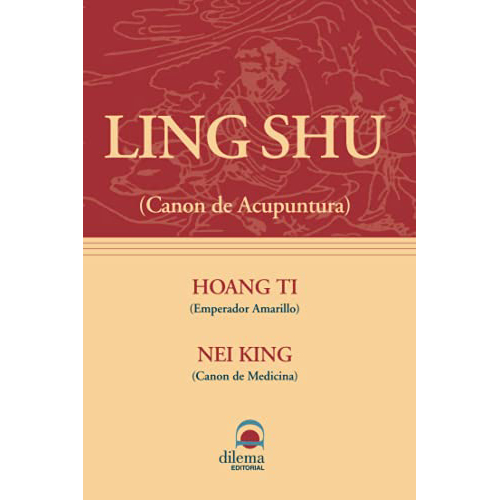 LING SHU
(Canon de Acupuntura)
HOANG TI
(Emperador Amarillo)
NEI KING
(Canon de Medicina)
dilema
EDITORIAL